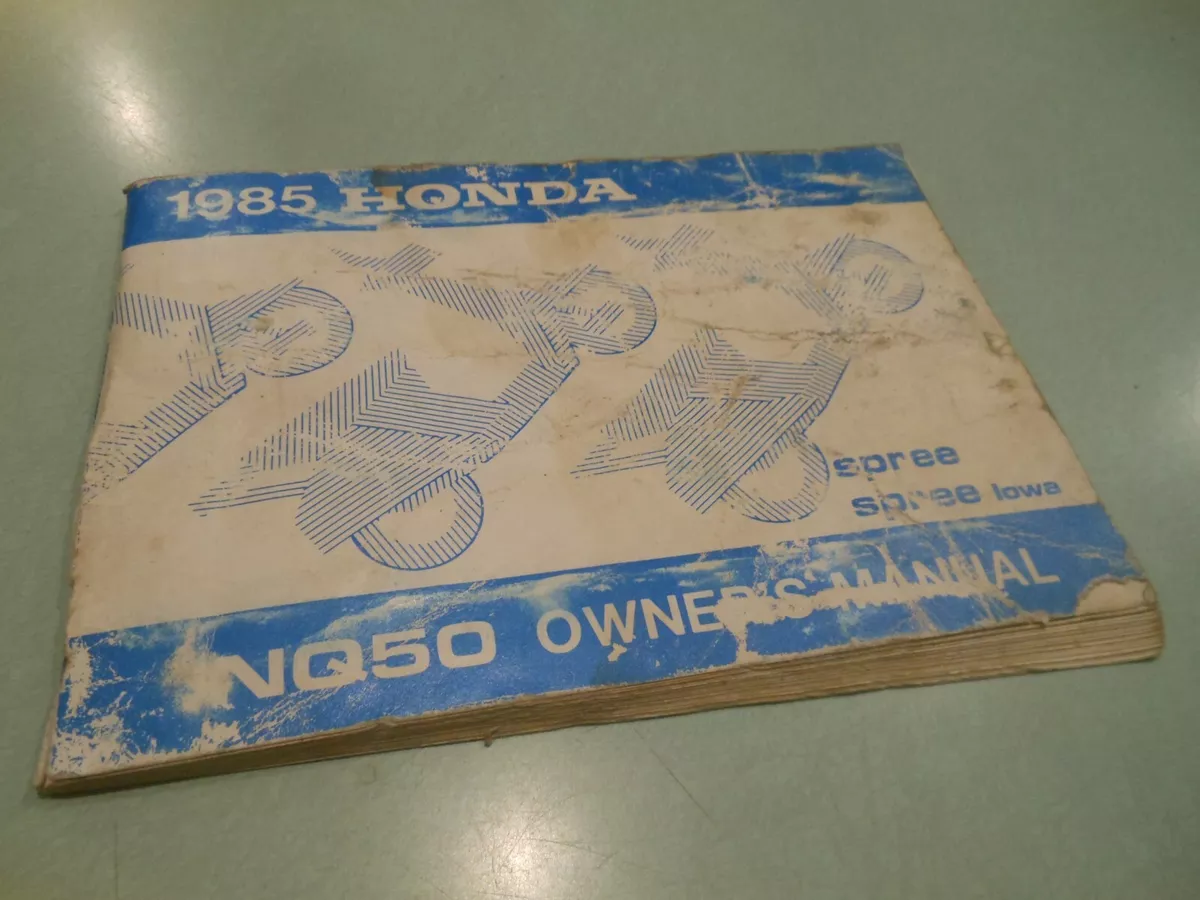 1985 HONDA
spree
spree Iowa
NQ50 OWNER'S MANUAL